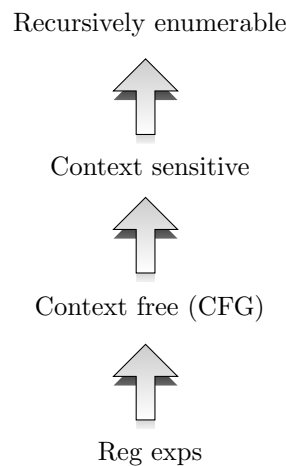 Recursively enumerable
Context sensitive
Context free (CFG)
Reg exps